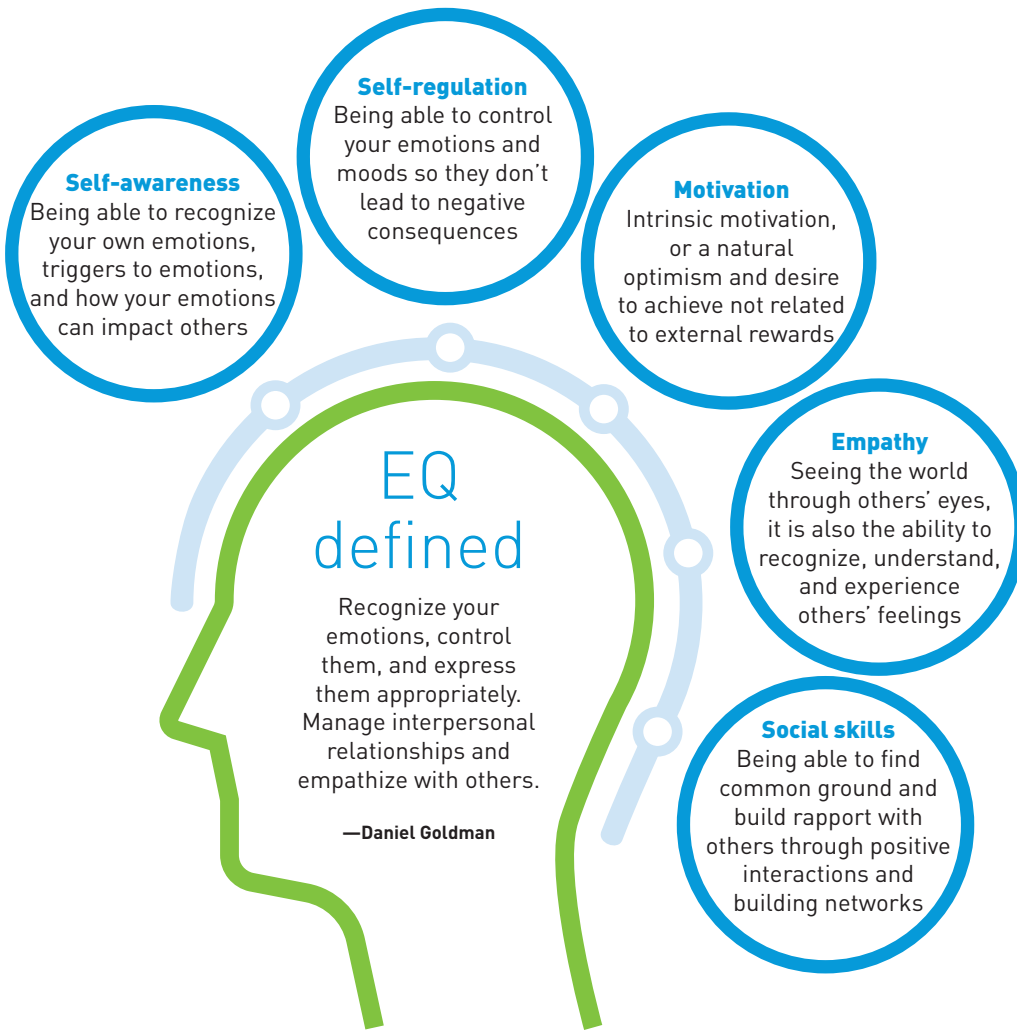 Self-awareness
Being able to recognize
your own emotions,
triggers to emotions,
and how your emotions
can impact others
Self-regulation
Being able to control
your emotions and
moods so they don’t
lead to negative
consequences
Motivation
Intrinsic motivation,
or a natural
optimism and desire
to achieve not related
to external rewards
Empathy
Seeing the world
through others’ eyes,
it is also the ability to
recognize, understand,
and experience
others’ feelings
Social skills
Being able to find
common ground and
build rapport with
others through positive
interactions and
building networks
EQ
defined
Recognize your
emotions, control
them, and express
them appropriately.
Manage interpersonal
relationships and
empathize with others.
—Daniel Goldman